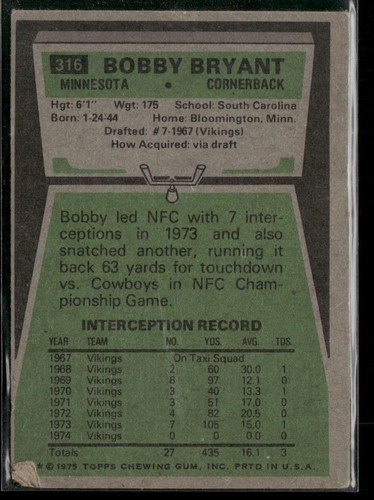 316 BOBBY BRYANT
MINNESOTA • CORNERBACK
Hgt: 6'1" Wgt: 175 School: South Carolina
Born: 1-24-44 Home: Bloomington, Minn.
Drafted: #7-1967 (Vikings)
How Acquired: via draft
Bobby led NFC with 7 inter-
ceptions in 1973 and also
snatched another, running it
back 63 yards for touchdown
vs. Cowboys in NFC Cham-
pionship Game.
INTERCEPTION RECORD
YEAR TEAM NO. YDS. AVG. TDS.
1967 Vikings On Taxi Squad
1968 Vikings 2 60 30.0 1
1969 Vikings 8 97 12.1 0
1970 Vikings 3 40 13.3 1
1971 Vikings 3 51 17.0 0
1972 Vikings 4 82 20.5 0
1973 Vikings 7 105 15.0 1
1974 Vikings 0 0 0 0
Totals 27 435 16.1 3
* © 1975 TOPPS CHEWING GUM, INC. PRTD IN U.S.A.